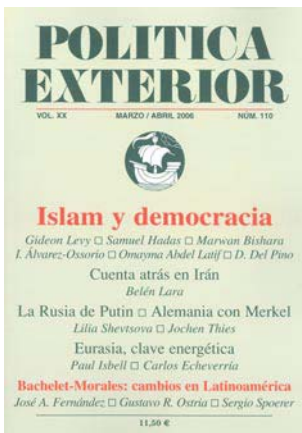 POLITICA
EXTERIOR
VOL. XX MARZO / ABRIL 2006 NÚM. 110
Islam y democracia
Gideon Levy □ Samuel Hadas □ Marwan Bishara
I. Álvarez-Ossorio □ Omayma Abdel Latif □ D. Del Pino
Cuenta atrás en Irán
Belén Lara
La Rusia de Putin □ Alemania con Merkel
Lilia Shevtsova □ Jochen Thies
Eurasia, clave energética
Paul Isbell □ Carlos Echeverría
Bachelet-Morales: cambios en Latinoamérica
José A. Fernández □ Gustavo R. Ostria □ Sergio Spoerer
11,50 €